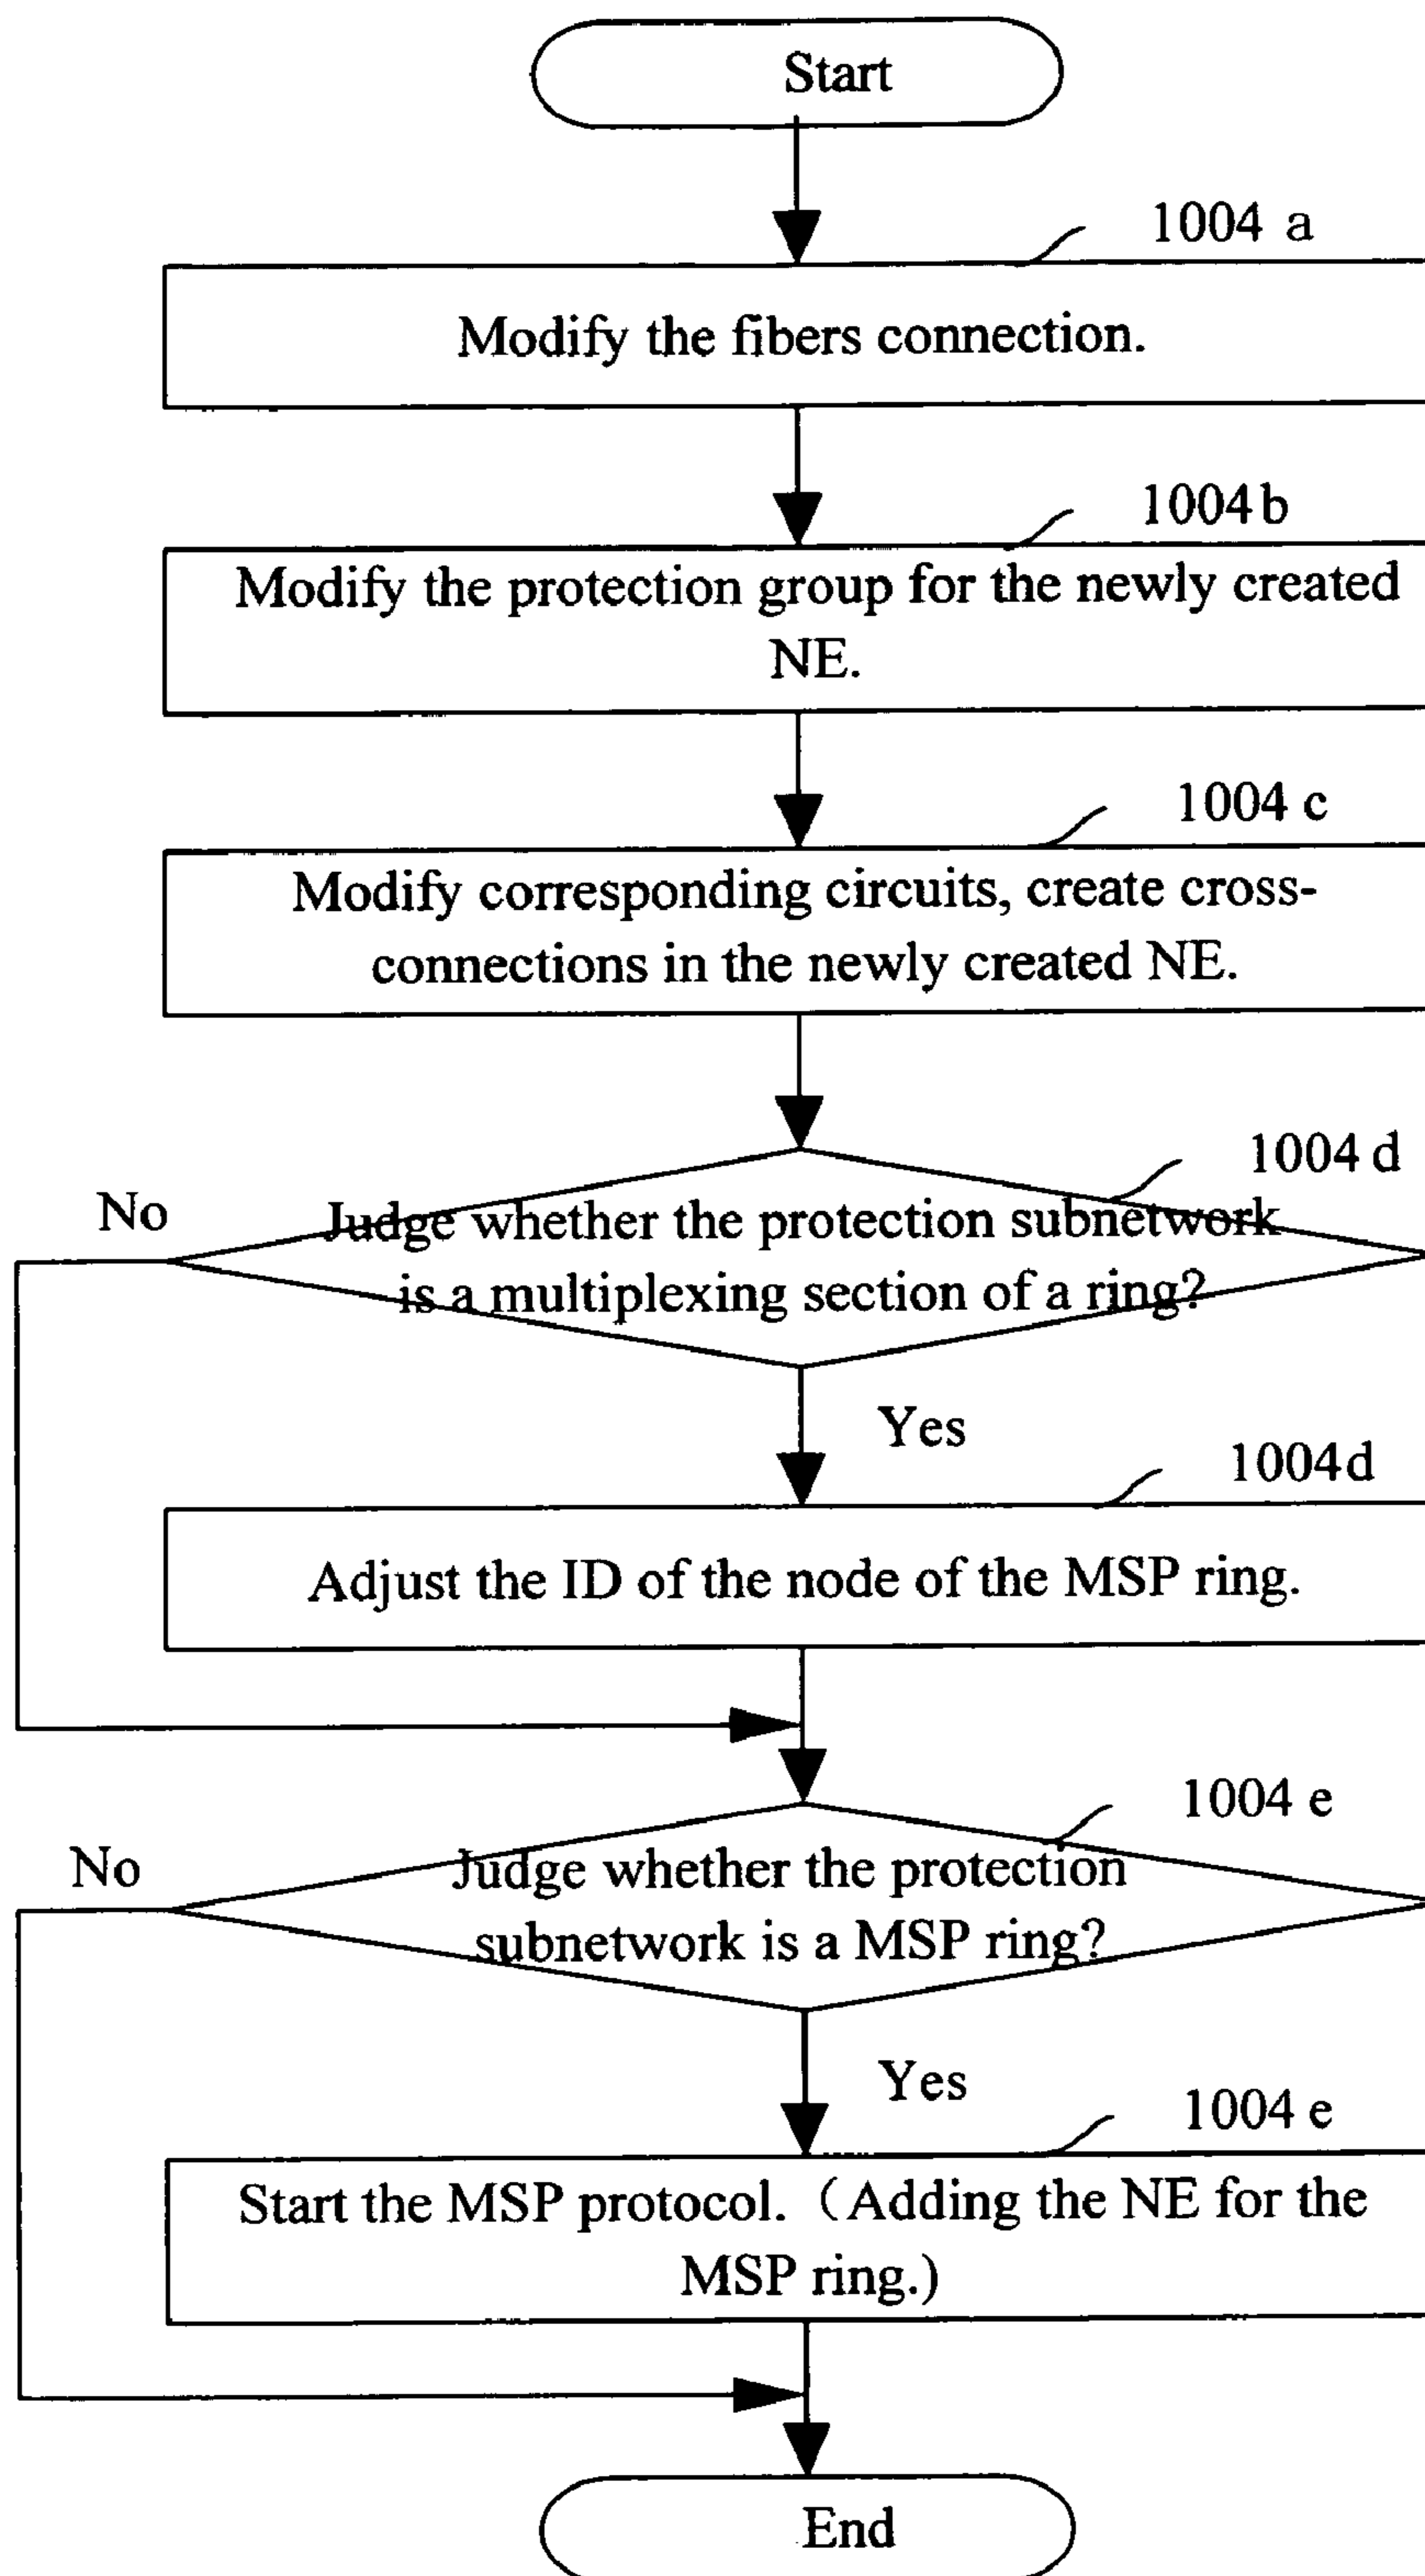 Start
1004 a
Modify the fibers connection.
1004b
Modify the protection group for the newly created
NE.
1004 c
Modify corresponding circuits, create cross-
connections in the newly created NE.
1004 d
No
Judge whether the protection subnetwork
is a multiplexing section of a ring?
Yes
1004d
Adjust the ID of the node of the MSP ring.
1004 e
No
Judge whether the protection
subnetwork is a MSP ring?
Yes
1004 e
Start the MSP protocol.（Adding the NE for the
MSP ring.)
End